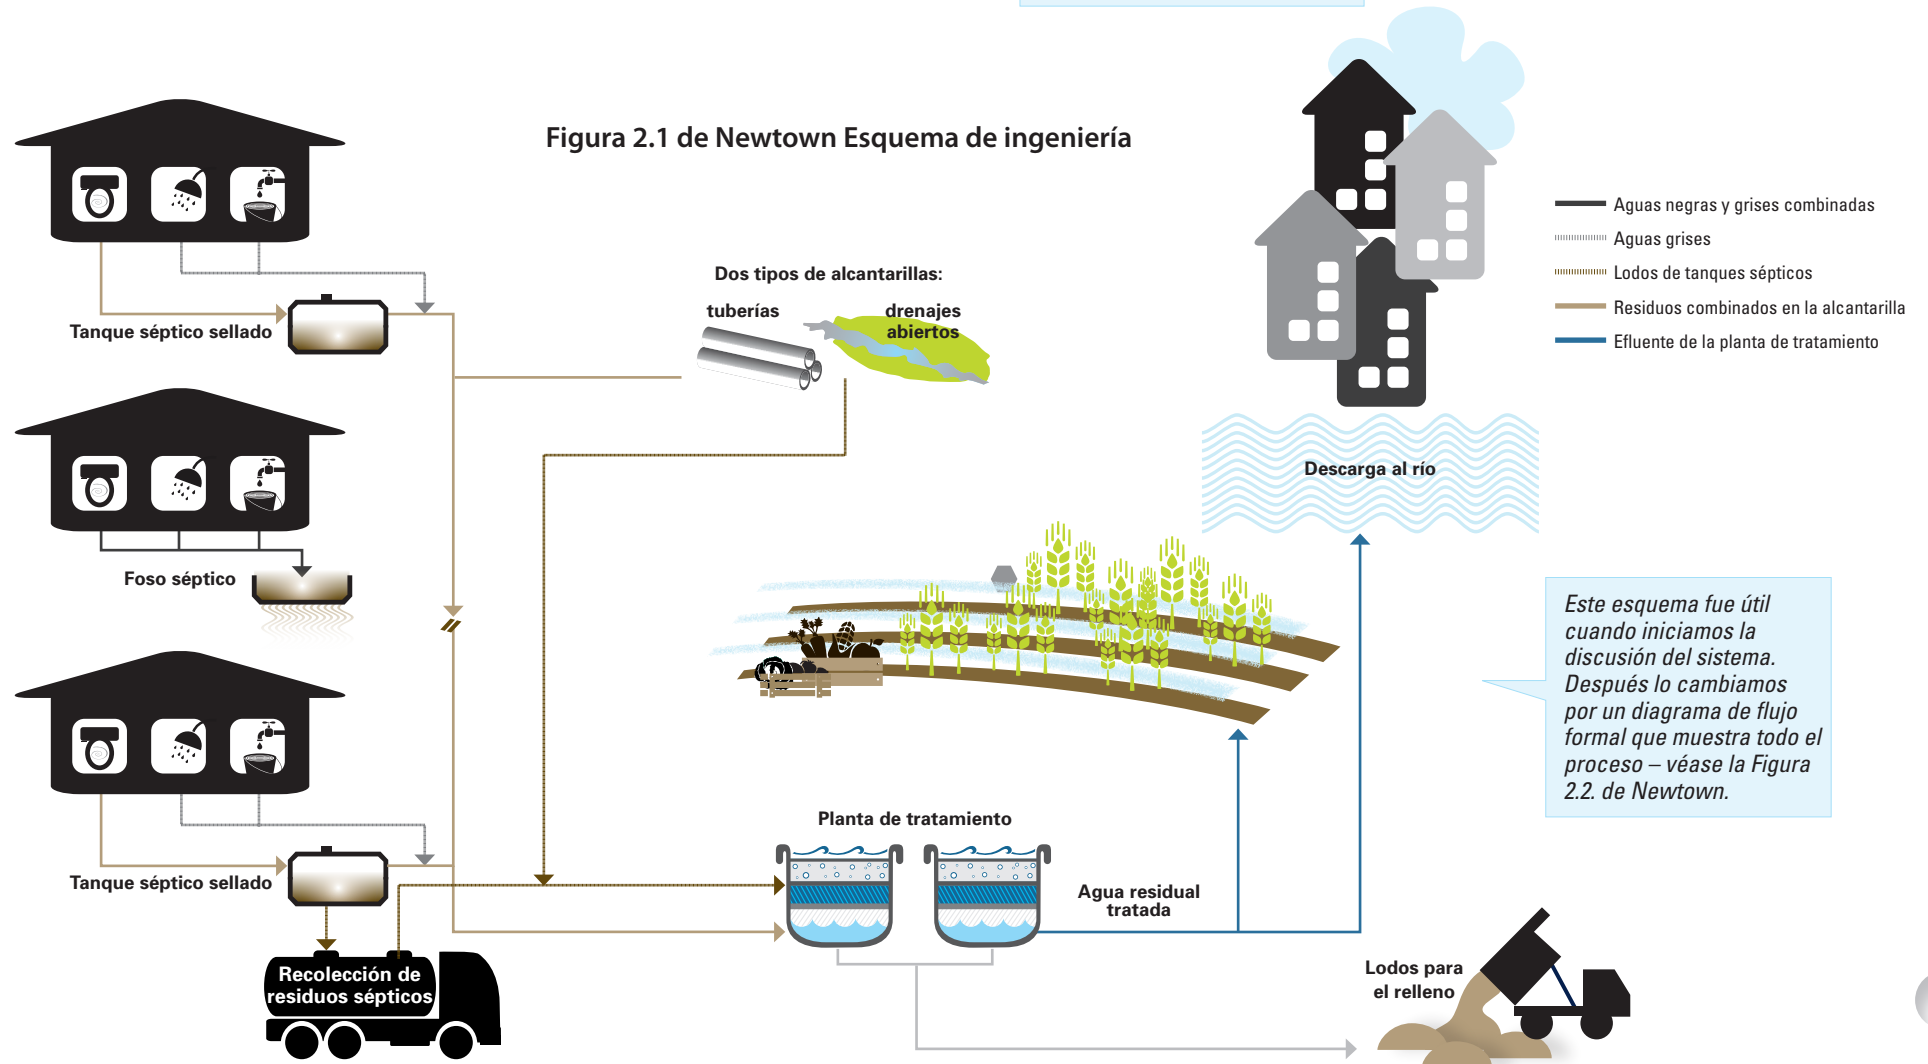 Figura 2.1 de Newtown Esquema de ingeniería
Aguas negras y grises combinadas
Aguas grises
Lodos de tanques sépticos
Residuos combinados en la alcantarilla
Efluente de la planta de tratamiento
Dos tipos de alcantarillas:
tuberías
drenajes
abiertos
Tanque séptico sellado
Descarga al río
Foso séptico
Este esquema fue útil
cuando iniciamos la
discusión del sistema.
Después lo cambiamos
por un diagrama de flujo
formal que muestra todo el
proceso – véase la Figura
2.2. de Newtown.
Planta de tratamiento
Tanque séptico sellado
Agua residual
tratada
Recolección de
residuos sépticos
Lodos para
el relleno